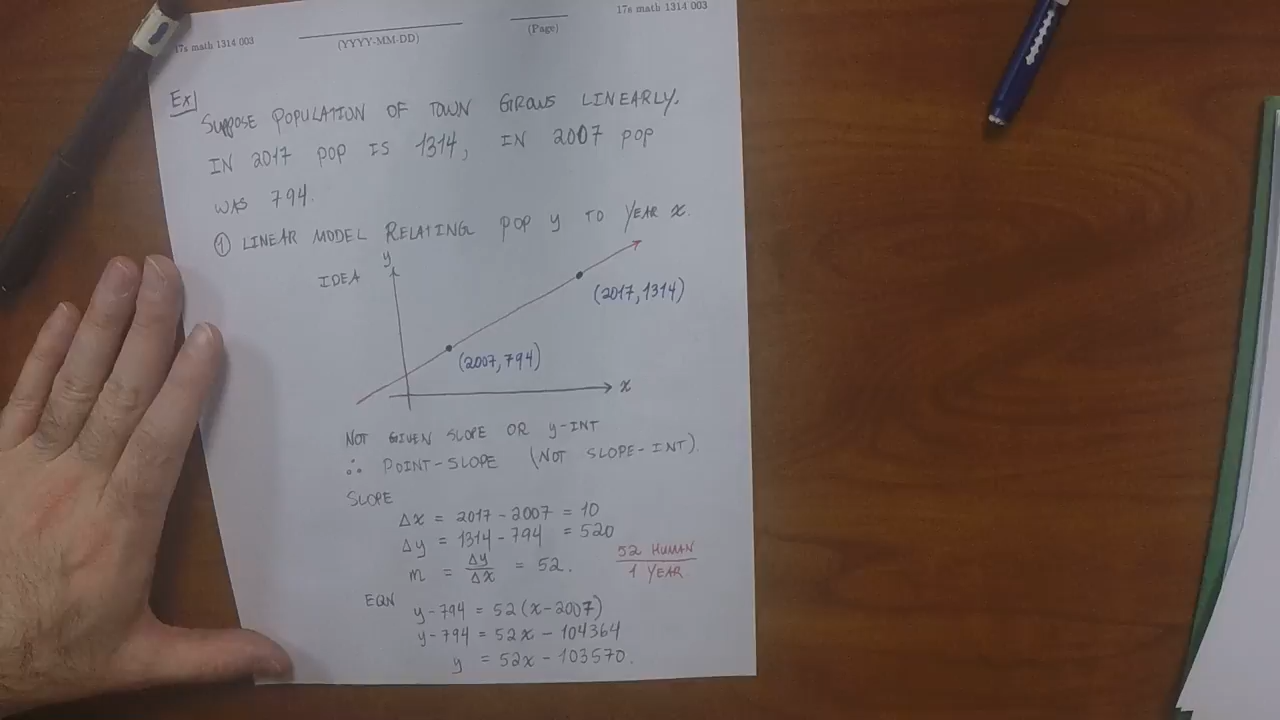 17s math 1314 003
(YYYY-MM-DD)
(Page)
17s math 1314 003
Ex
SUPPOSE POPULATION OF TOWN GROWS LINEARLY.
IN 2017 POP IS 1314, IN 2007 POP
WAS 794.
① LINEAR MODEL RELATING POP y TO YEAR x.
IDEA
y
(2017,1314)
(2007,794)
x
NOT GIVEN SLOPE OR y-INT
∴ POINT-SLOPE (NOT SLOPE-INT).
SLOPE
Δx = 2017 - 2007 = 10
Δy = 1314 - 794 = 520
m = Δy/Δx = 52.
52 HUMAN
1 YEAR
EQN
y-794 = 52(x-2007)
y-794 = 52x - 104364
y = 52x - 103570.